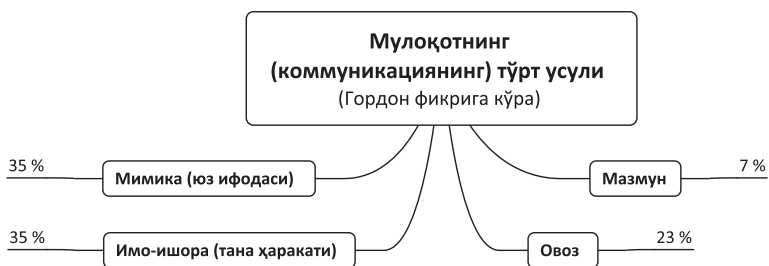 Мулоқотнинг
(коммуникациянинг) тўрт усули
(Гордон фикрига кўра)
35 %
Мимика (юз ифодаси)
Мазмун
7 %
35 %
Имо-ишора (тана ҳаракати)
Овоз
23 %